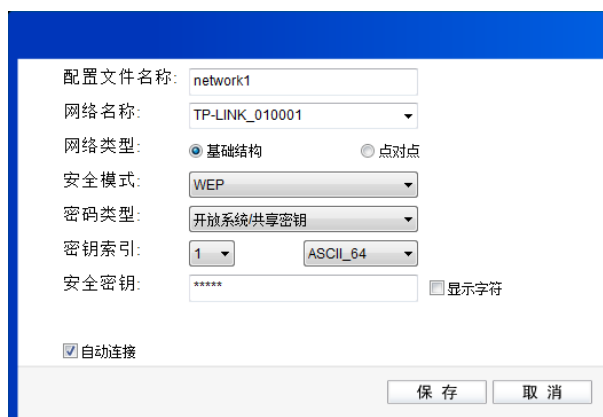 配置文件名称: network1
网络名称: TP-LINK_010001
网络类型: 基础结构 点对点
安全模式: WEP
密码类型: 开放系统/共享密钥
密钥索引: 1 ASCII_64
安全密钥: ***** 显示字符
自动连接
保存 取消